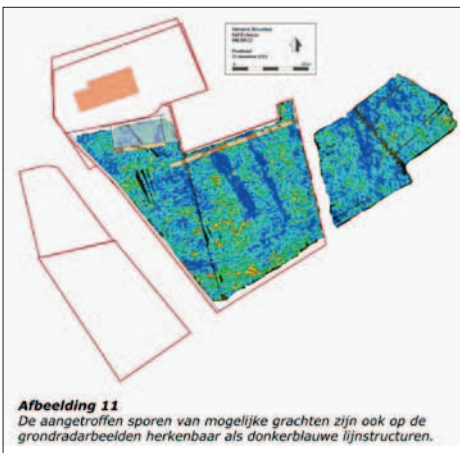 Afbeelding 11
De aangetroffen sporen van mogelijke grachten zijn ook op de
grondradarbeelden herkenbaar als donkerblauwe lijnstructuren.